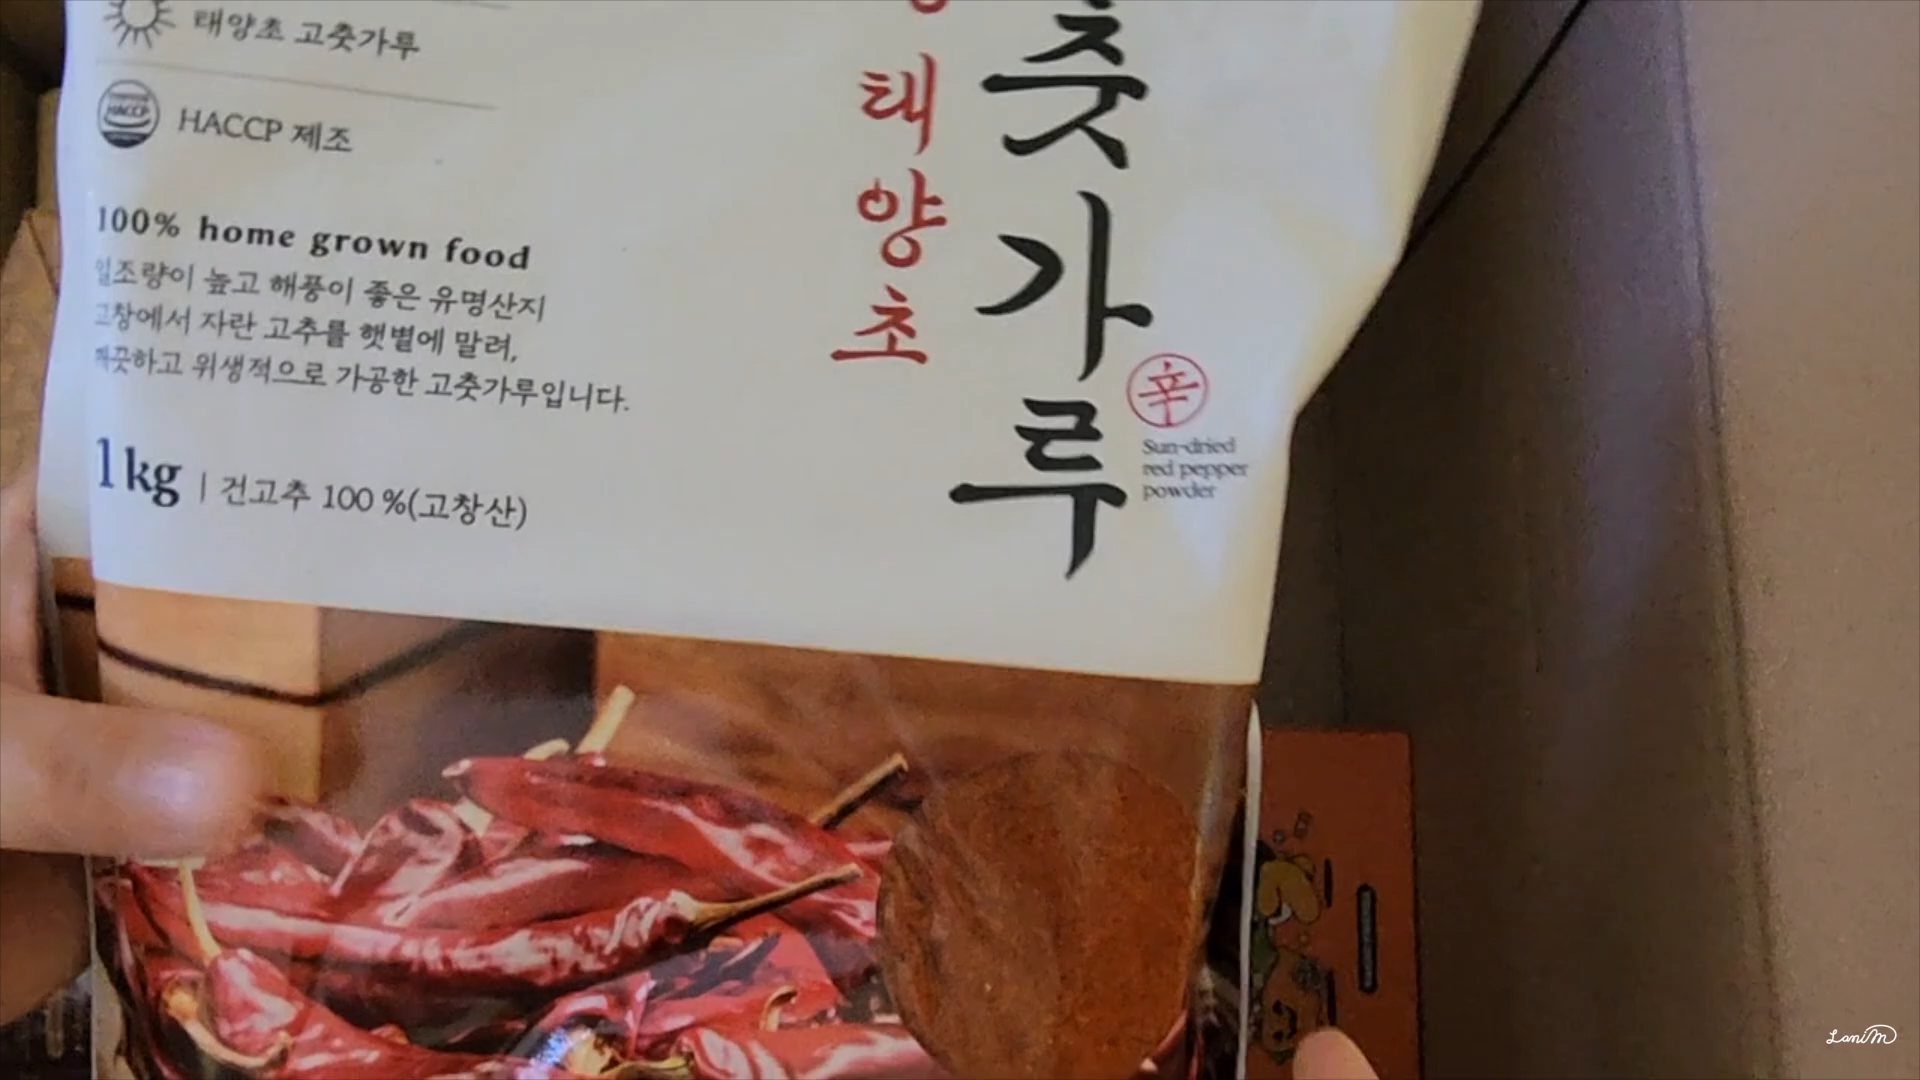 태양초 고춧가루
HACCP
HACCP 제조
100% home grown food
일조량이 높고 해풍이 좋은 유명산지
고창에서 자란 고추를 햇볕에 말려,
깨끗하고 위생적으로 가공한 고춧가루입니다.
1kg | 건고추 100 %(고창산)
태양초
춧가루
辛
Sun-dried
red pepper
powder
LaniM